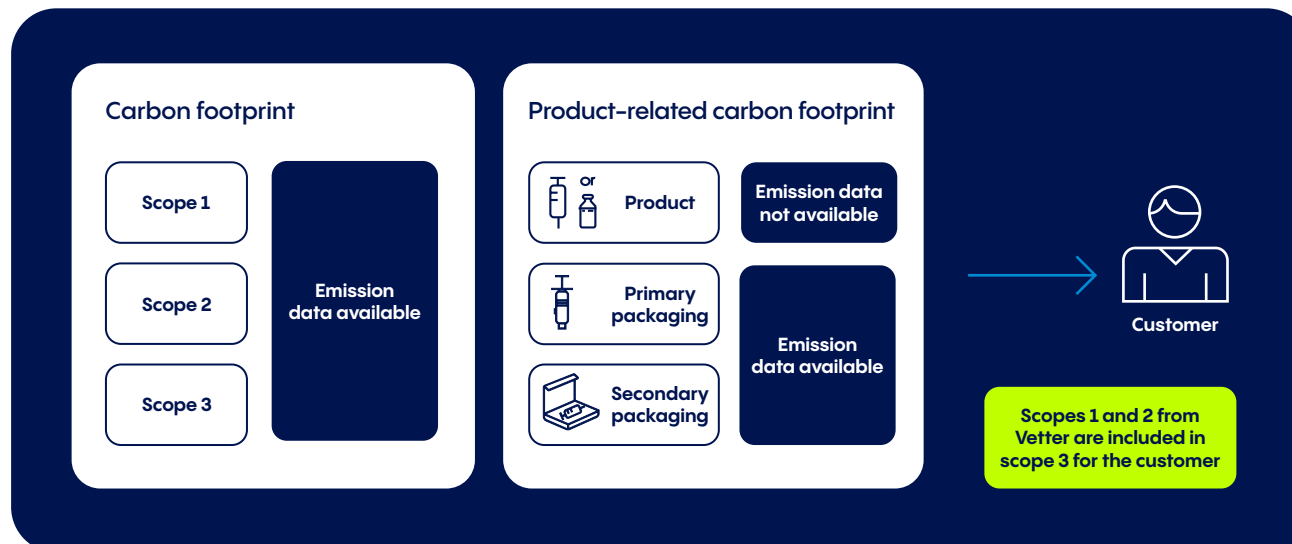 Carbon footprint
Scope 1
Scope 2
Scope 3
Emission
data available
Product-related carbon footprint
or
Product
Emission data
not available
Primary
packaging
Secondary
packaging
Emission
data available
Customer
Scopes 1 and 2 from
Vetter are included in
scope 3 for the customer